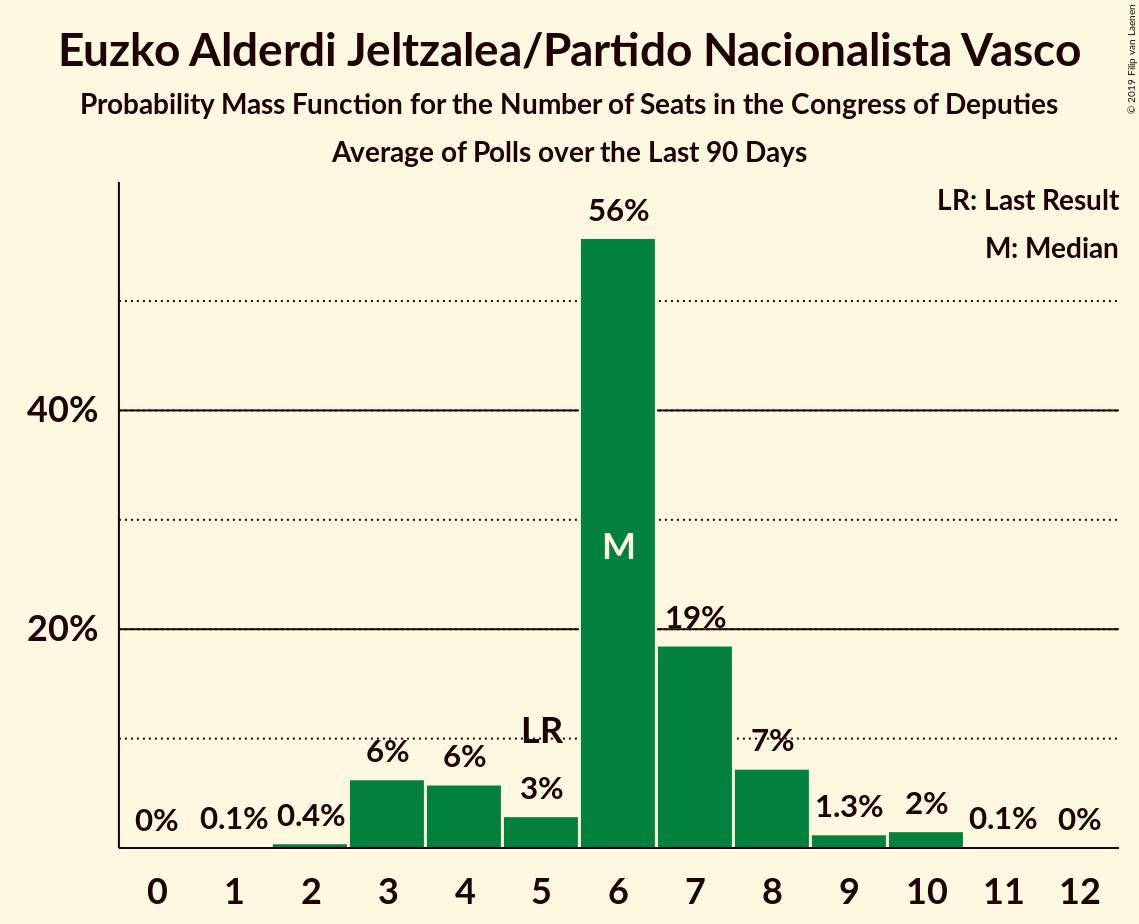 Euzko Alderdi Jeltzalea/Partido Nacionalista Vasco
Probability Mass Function for the Number of Seats in the Congress of Deputies
Average of Polls over the Last 90 Days
© 2019 Filip van Laenen
LR: Last Result
M: Median
56%
40%
M
20%
19%
LR
6%
6%
3%
7%
0%
0.1%
0.4%
1.3%
2%
0.1%
0%
0 1 2 3 4 5 6 7 8 9 10 11 12